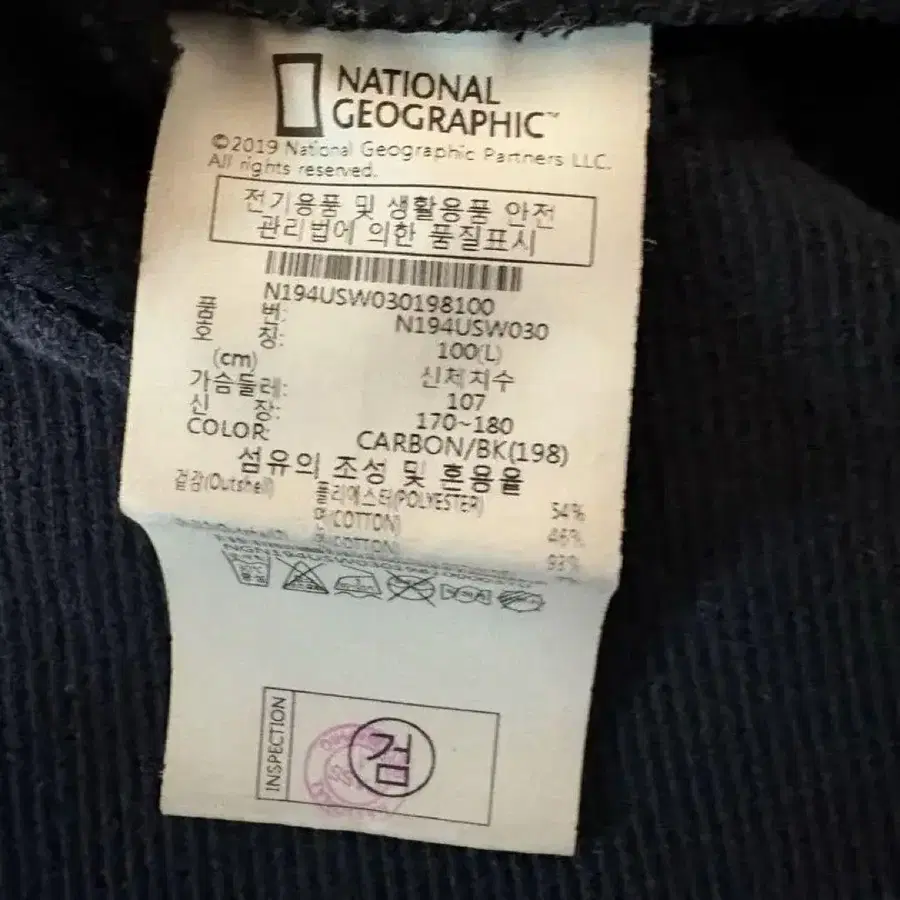 NATIONAL
GEOGRAPHIC™
©2019 National Geographic Partners LLC.
All rights reserved.
전기용품 및 생활용품 안전
관리법에 의한 품질표시
N194USW030198100
품 번: N194USW030
호 칭: 100(L)
(cm) 신체치수
가슴둘레: 107
신 장: 170~180
COLOR: CARBON/BK(198)
섬유의 조성 및 혼용율
겉감(Outshell) 폴리에스터(POLYESTER) 54%
면(COTTON) 46%
면(COTTON) 93%
INSPECTION
검